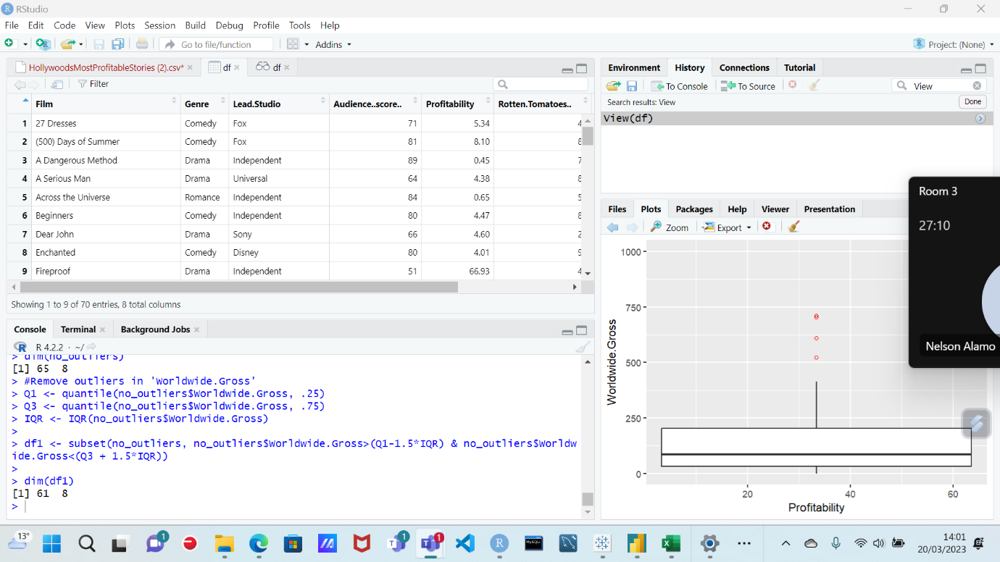 RStudio
File Edit Code View Plots Session Build Debug Profile Tools Help
Go to file/function Addins Project: (None)
HollywoodsMostProfitableStories (2).csv* df df
Filter
Film Genre Lead.Studio Audience..score.. Profitability Rotten.Tomatoes..
1 27 Dresses Comedy Fox 71 5.34
2 (500) Days of Summer Comedy Fox 81 8.10
3 A Dangerous Method Drama Independent 89 0.45
4 A Serious Man Drama Universal 64 4.38
5 Across the Universe Romance Independent 84 0.65
6 Beginners Comedy Independent 80 4.47
7 Dear John Drama Sony 66 4.60
8 Enchanted Comedy Disney 80 4.01
9 Fireproof Drama Independent 51 66.93
Showing 1 to 9 of 70 entries, 8 total columns
Console Terminal Background Jobs
R 4.2.2 · ~/
> dim(no_outliers)
[1] 65 8
> #Remove outliers in 'Worldwide.Gross'
> Q1 <- quantile(no_outliers$Worldwide.Gross, .25)
> Q3 <- quantile(no_outliers$Worldwide.Gross, .75)
> IQR <- IQR(no_outliers$Worldwide.Gross)
>
> df1 <- subset(no_outliers, no_outliers$Worldwide.Gross>(Q1-1.5*IQR) & no_outliers$Worldw
ide.Gross<(Q3 + 1.5*IQR))
>
> dim(df1)
[1] 61 8
>
Environment History Connections Tutorial
To Console To Source View
Search results: View Done
View(df)
Files Plots Packages Help Viewer Presentation
Zoom Export
1000
750
500
250
0
Worldwide.Gross
20 40 60
Profitability
Room 3
27:10
Nelson Alamo
13° 1 1 1 MySQL 14:01
20/03/2023